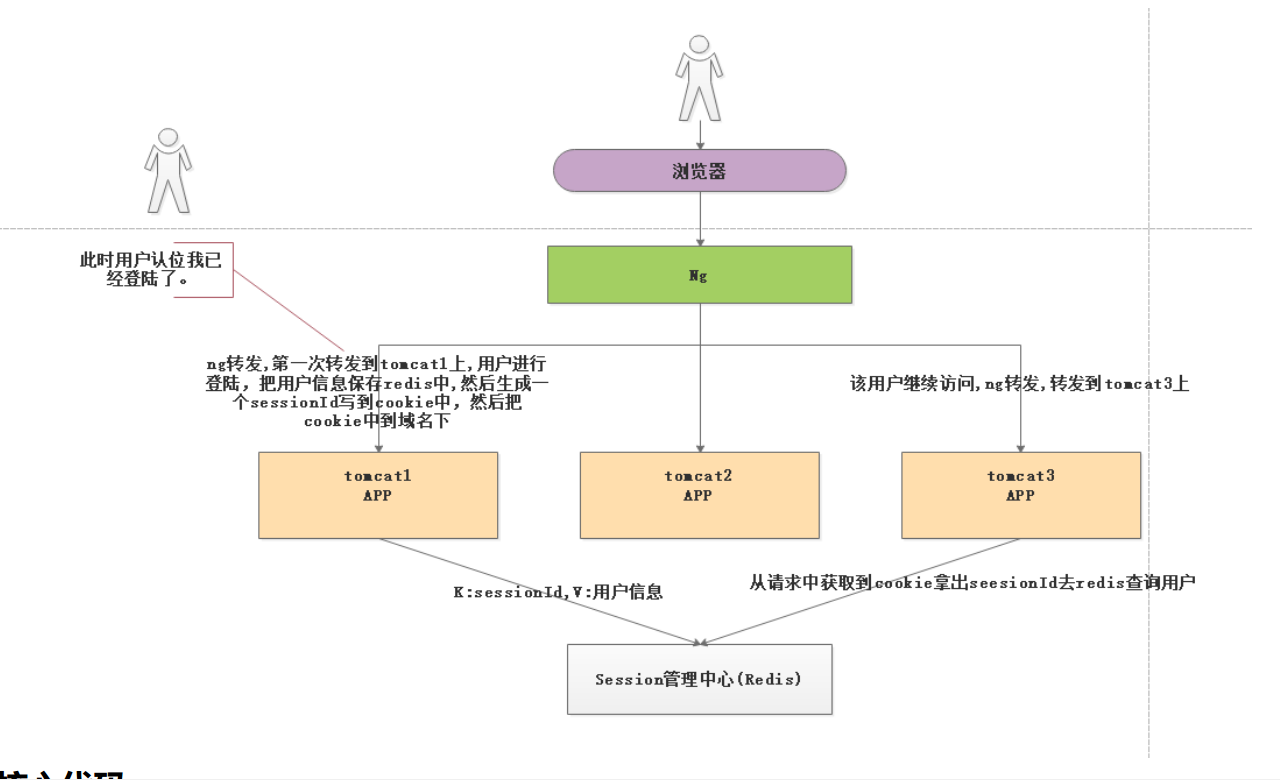 浏览器
此时用户认位我已
经登陆了。
Ng
ng转发,第一次转发到tomcat1上,用户进行
登陆，把用户信息保存redis中,然后生成一
个sessionId写到cookie中，然后把
cookie中到域名下
该用户继续访问,ng转发,转发到tomcat3上
tomcat1
APP
tomcat2
APP
tomcat3
APP
K:sessionId,V:用户信息
从请求中获取到cookie拿出seesionId去redis查询用户
Session管理中心(Redis)
核心代码